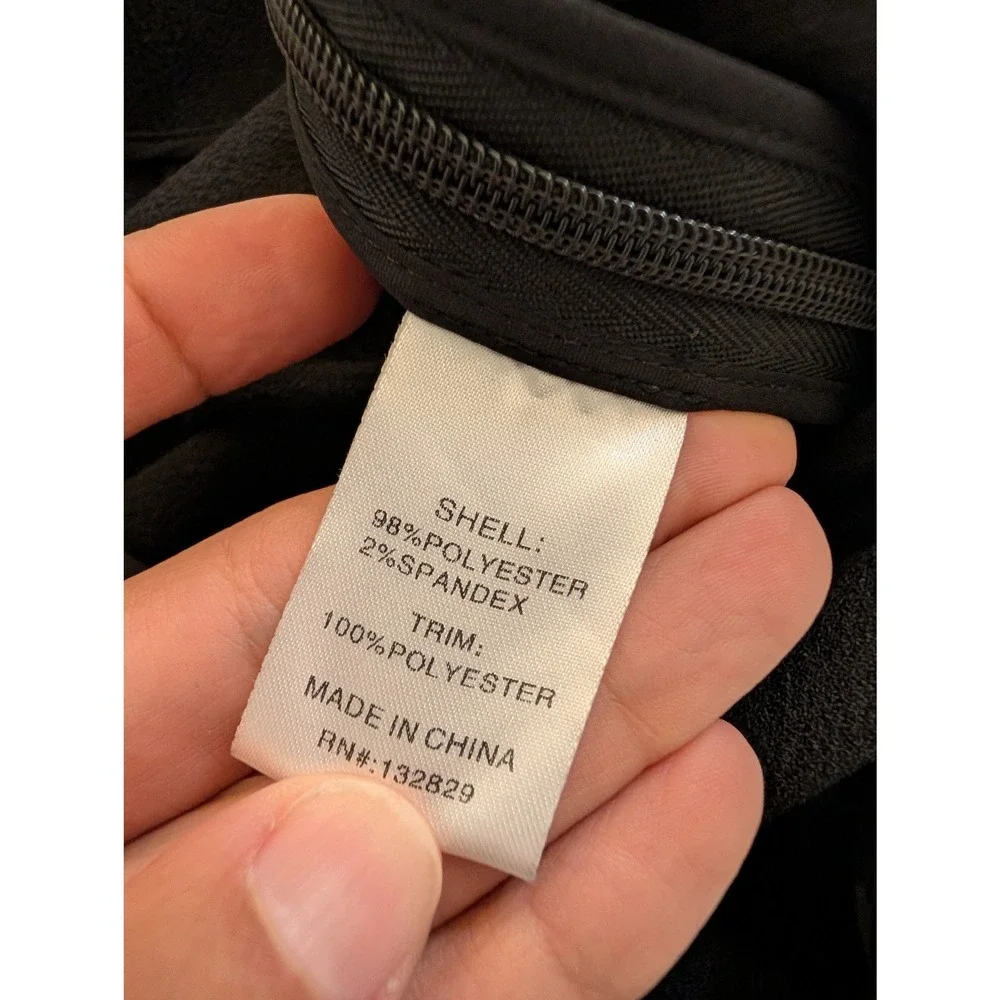 SHELL:
98%POLYESTER
2%SPANDEX
TRIM:
100%POLYESTER
MADE IN CHINA
RN#:132829